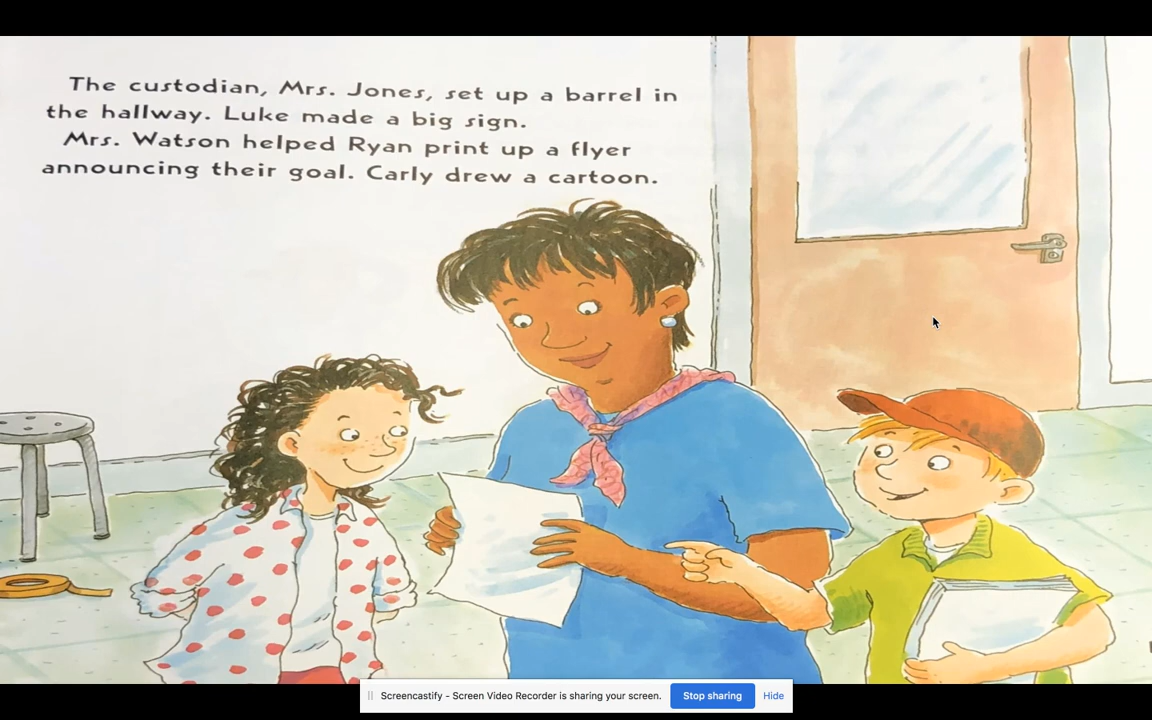 The custodian, Mrs. Jones, set up a barrel in
the hallway. Luke made a big sign.
Mrs. Watson helped Ryan print up a flyer
announcing their goal. Carly drew a cartoon.
Screencastify - Screen Video Recorder is sharing your screen.
Stop sharing
Hide